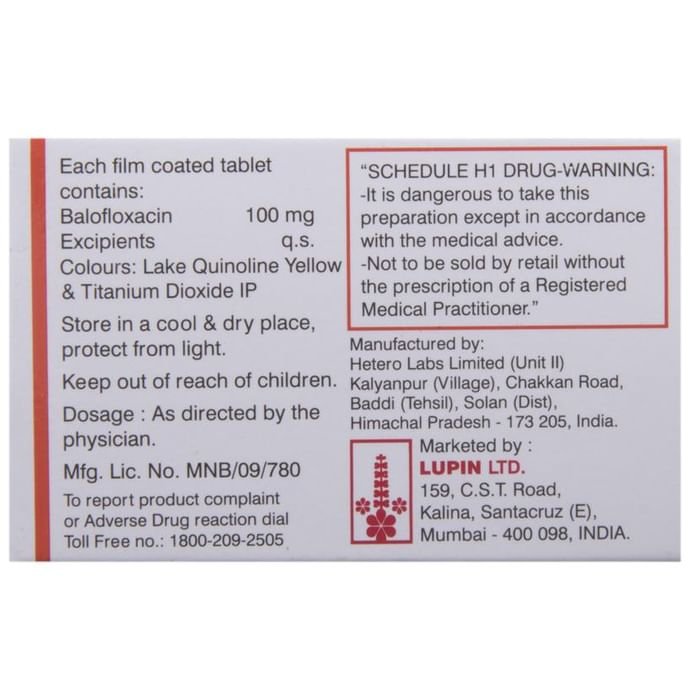 Each film coated tablet
contains:
Balofloxacin 100 mg
Excipients q.s.
Colours: Lake Quinoline Yellow
& Titanium Dioxide IP
Store in a cool & dry place,
protect from light.
Keep out of reach of children.
Dosage : As directed by the
physician.
Mfg. Lic. No. MNB/09/780
To report product complaint
or Adverse Drug reaction dial
Toll Free no.: 1800-209-2505
“SCHEDULE H1 DRUG-WARNING:
-It is dangerous to take this
preparation except in accordance
with the medical advice.
-Not to be sold by retail without
the prescription of a Registered
Medical Practitioner.”
Manufactured by:
Hetero Labs Limited (Unit II)
Kalyanpur (Village), Chakkan Road,
Baddi (Tehsil), Solan (Dist),
Himachal Pradesh - 173 205, India.
Marketed by :
LUPIN LTD.
159, C.S.T. Road,
Kalina, Santacruz (E),
Mumbai - 400 098, INDIA.